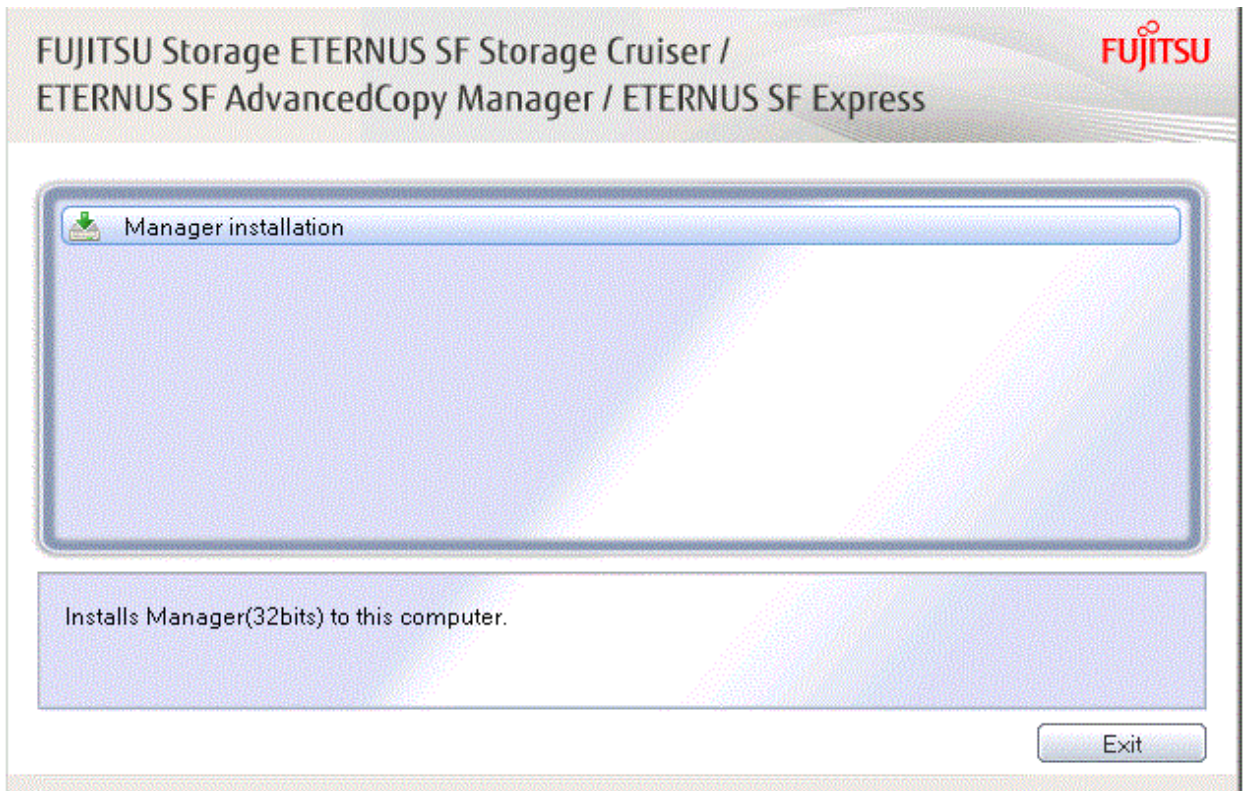 FUJITSU Storage ETERNUS SF Storage Cruiser /
ETERNUS SF AdvancedCopy Manager / ETERNUS SF Express
FUJITSU
Manager installation
Installs Manager(32bits) to this computer.
Exit